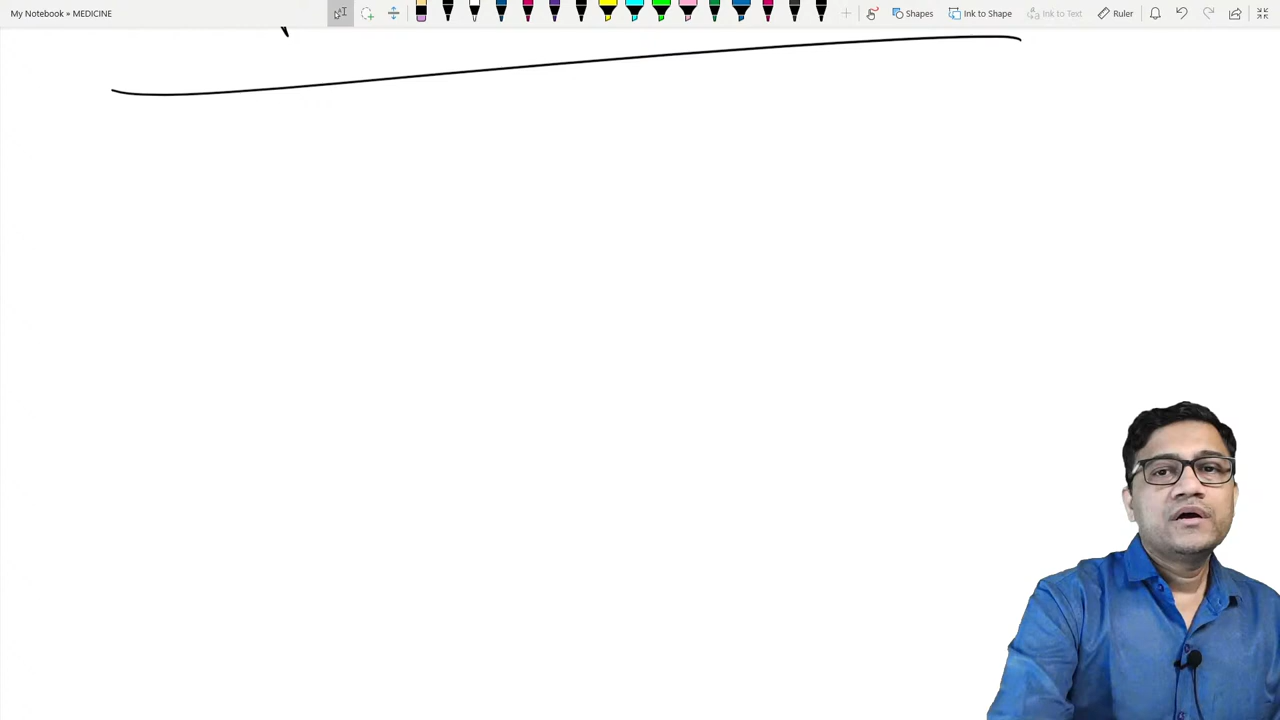 My Notebook » MEDICINE
Shapes
Ink to Shape
Ink to Text
Ruler